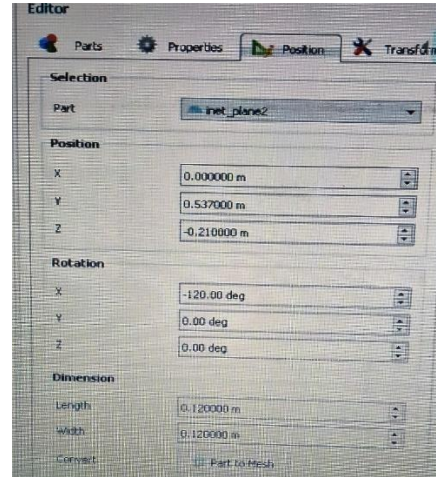 Editor
Parts Properties Position Transform
Selection
Part inet_plane2
Position
X 0.000000 m
Y 0.537000 m
Z -0.210000 m
Rotation
X -120.00 deg
Y 0.00 deg
Z 0.00 deg
Dimension
Length 0.120000 m
Width 0.120000 m
Convert Part to Mesh